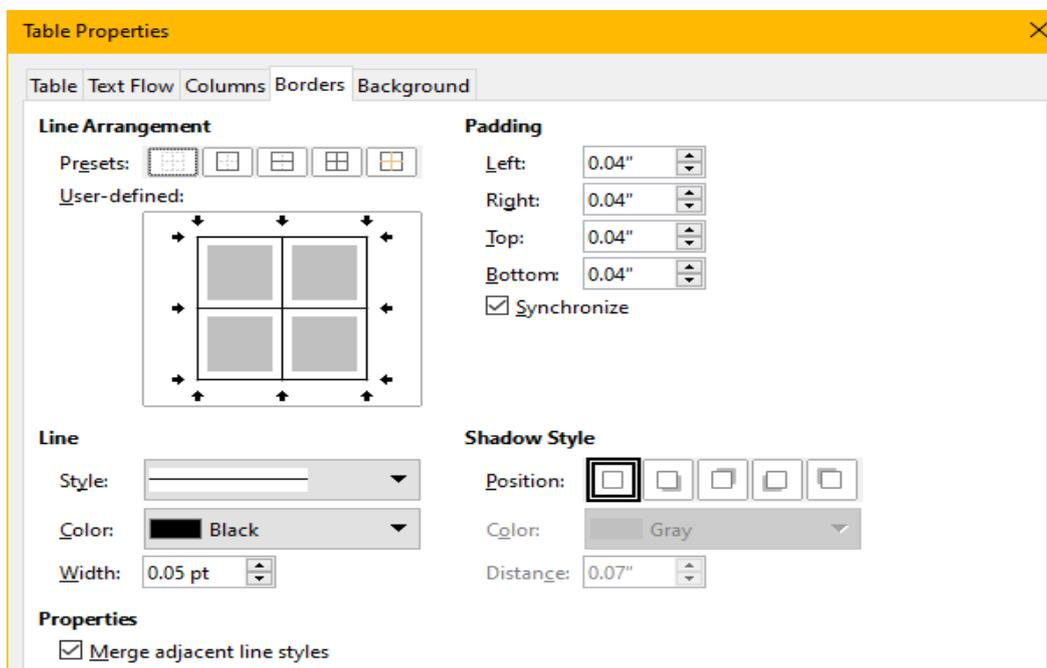 Table Properties
Table Text Flow Columns Borders Background
Line Arrangement
Presets:
User-defined:
Padding
Left: 0.04"
Right: 0.04"
Top: 0.04"
Bottom: 0.04"
Synchronize
Line
Style:
Color: Black
Width: 0.05 pt
Shadow Style
Position:
Color: Gray
Distance: 0.07"
Properties
Merge adjacent line styles